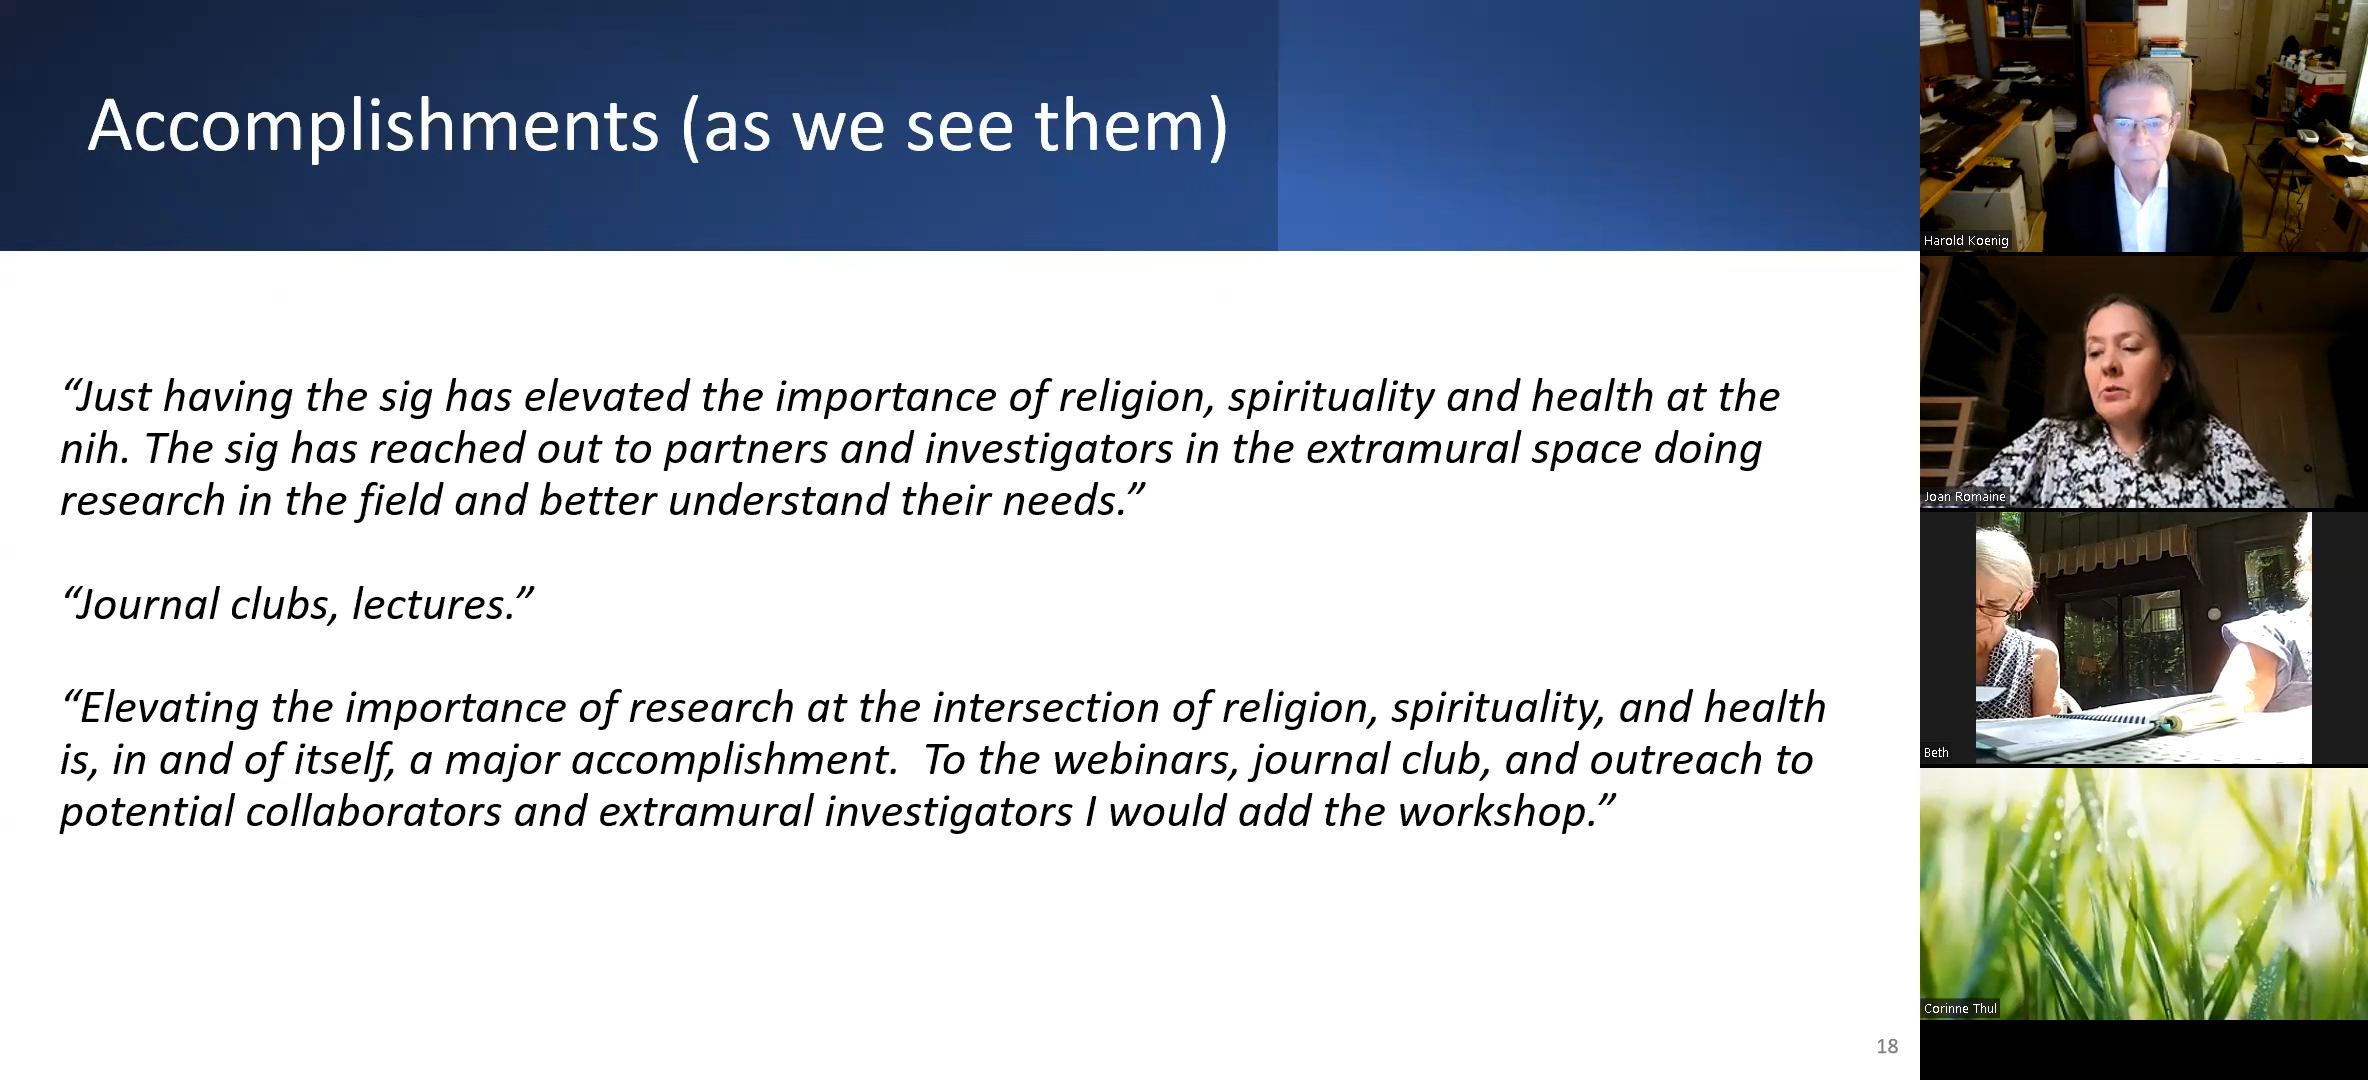 Accomplishments (as we see them)
“Just having the sig has elevated the importance of religion, spirituality and health at the
nih. The sig has reached out to partners and investigators in the extramural space doing
research in the field and better understand their needs.”
“Journal clubs, lectures.”
“Elevating the importance of research at the intersection of religion, spirituality, and health
is, in and of itself, a major accomplishment.  To the webinars, journal club, and outreach to
potential collaborators and extramural investigators I would add the workshop.”
18
Harold Koenig
Joan Romaine
Beth
Corinne Thul